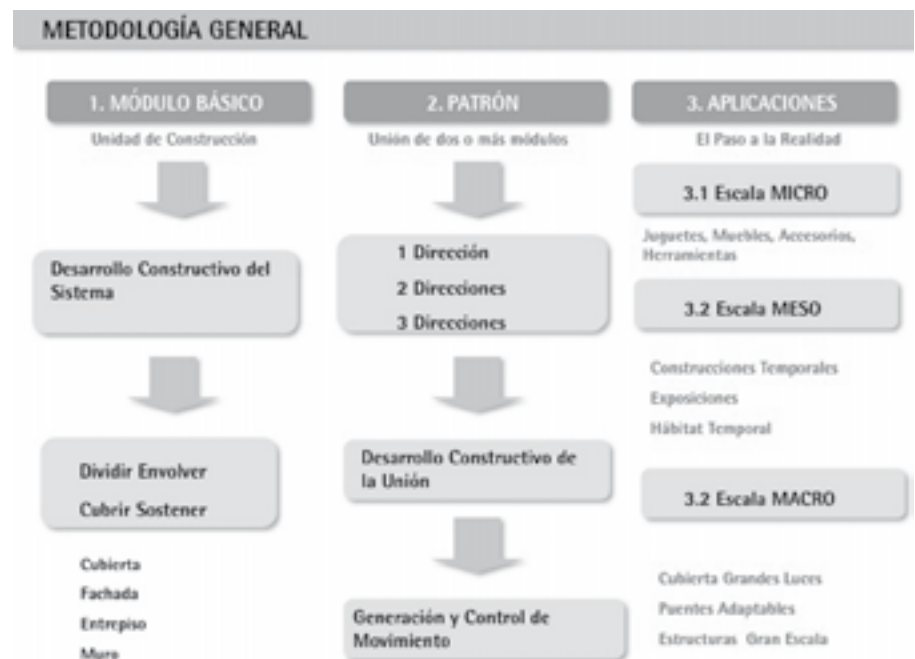 METODOLOGÍA GENERAL
1. MÓDULO BÁSICO
Unidad de Construcción
Desarrollo Constructivo del
Sistema
Dividir Envolver
Cubrir Sostener
Cubierta
Fachada
Entrepiso
Muro
2. PATRÓN
Unión de dos o más módulos
1 Dirección
2 Direcciones
3 Direcciones
Desarrollo Constructivo de
la Unión
Generación y Control de
Movimiento
3. APLICACIONES
El Paso a la Realidad
3.1 Escala MICRO
Juguetes, Muebles, Accesorios,
Herramientas
3.2 Escala MESO
Construcciones Temporales
Exposiciones
Hábitat Temporal
3.2 Escala MACRO
Cubierta Grandes Luces
Puentes Adaptables
Estructuras Gran Escala